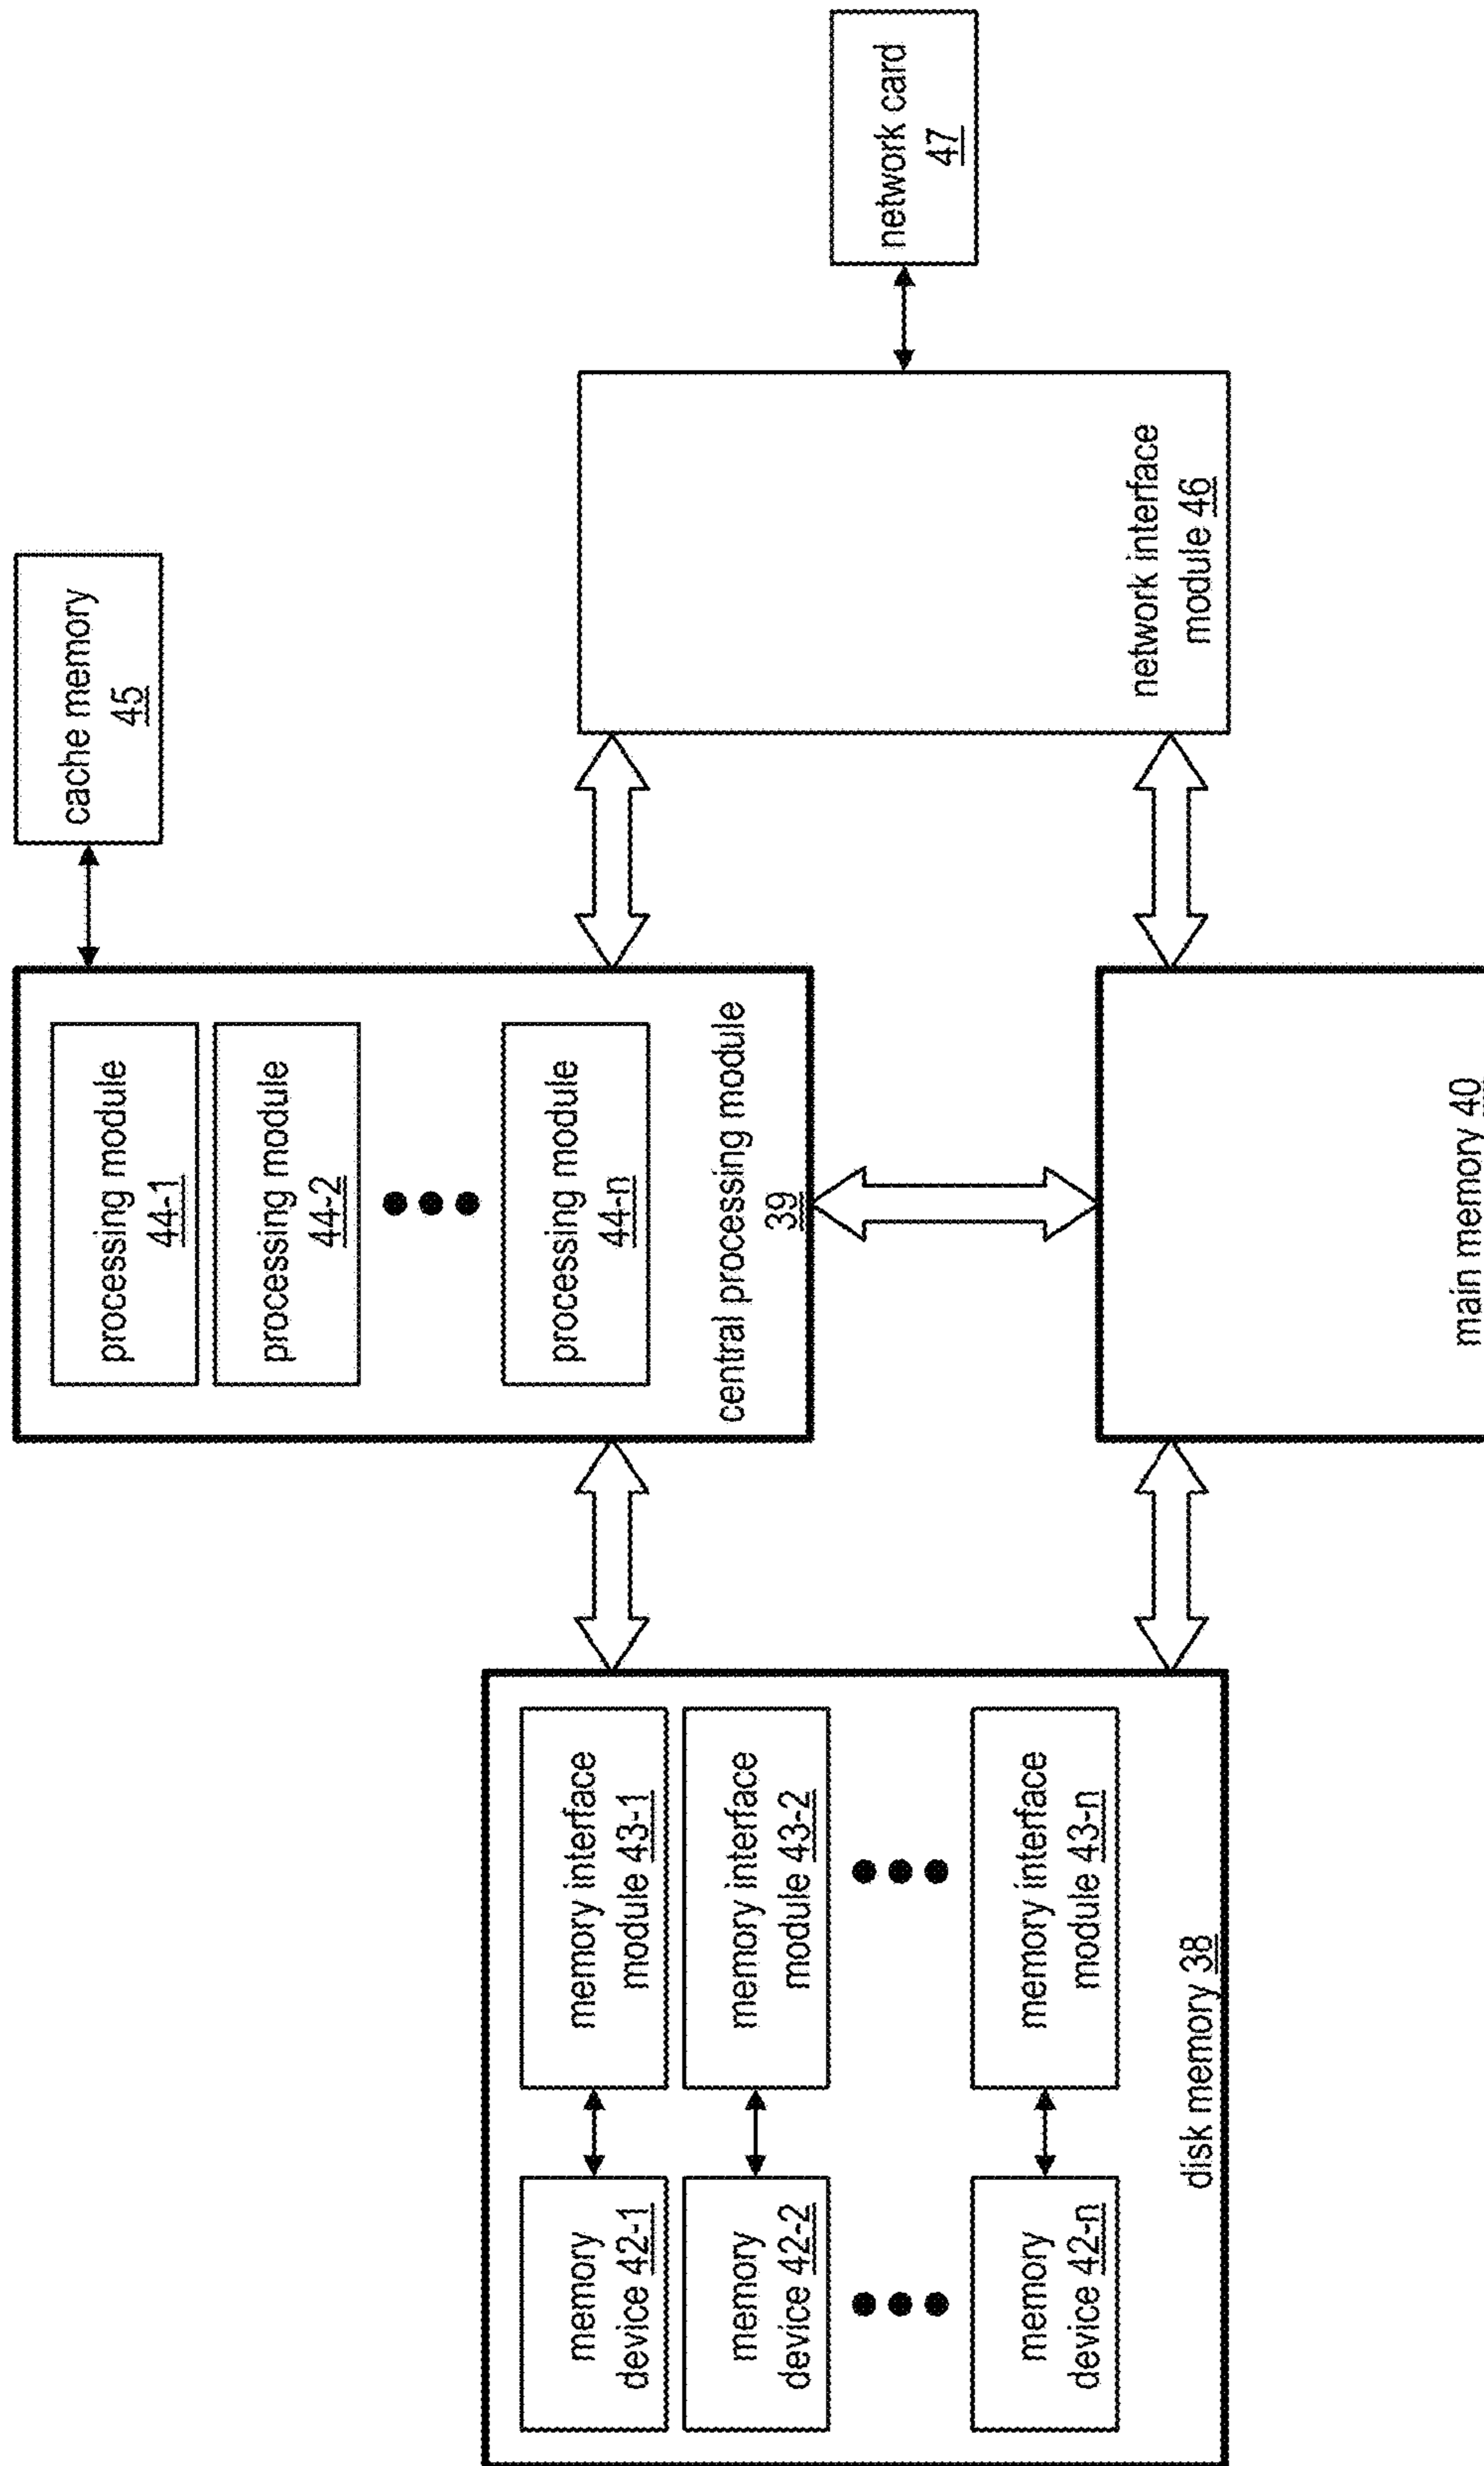 memory
device 42-1
memory
device 42-2
memory
device 42-n
memory interface
module 43-1
memory interface
module 43-2
memory interface
module 43-n
disk memory 38
processing module
44-1
processing module
44-2
processing module
44-n
central processing module
39
main memory 40
cache memory
45
network interface
module 46
network card
47